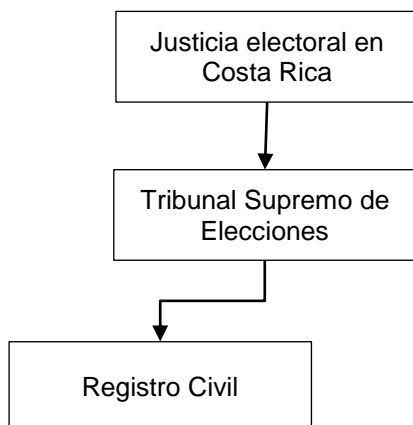 Justicia electoral en
Costa Rica
Tribunal Supremo de
Elecciones
Registro Civil